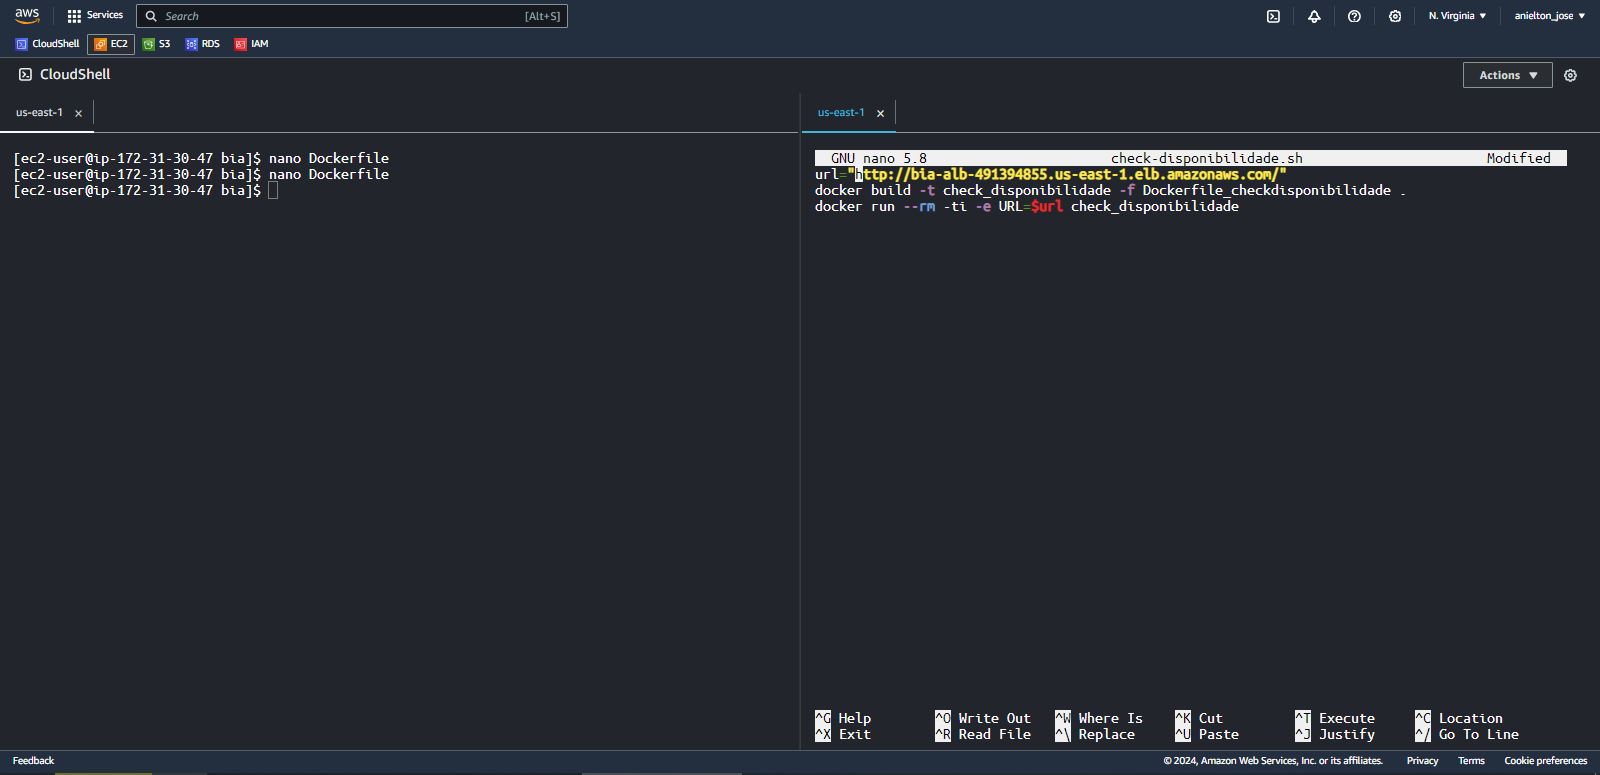 aws
Services
Search
[Alt+S]
N. Virginia
anielton_jose
CloudShell
EC2
S3
RDS
IAM
CloudShell
Actions
us-east-1
[ec2-user@ip-172-31-30-47 bia]$ nano Dockerfile
[ec2-user@ip-172-31-30-47 bia]$ nano Dockerfile
[ec2-user@ip-172-31-30-47 bia]$
us-east-1
GNU nano 5.8 check-disponibilidade.sh Modified
url="http://bia-alb-491394855.us-east-1.elb.amazonaws.com/"
docker build -t check_disponibilidade -f Dockerfile_checkdisponibilidade .
docker run --rm -ti -e URL=$url check_disponibilidade
^G Help ^O Write Out ^W Where Is ^K Cut ^T Execute ^C Location
^X Exit ^R Read File ^\ Replace ^U Paste ^J Justify ^/ Go To Line
Feedback
© 2024, Amazon Web Services, Inc. or its affiliates.
Privacy
Terms
Cookie preferences